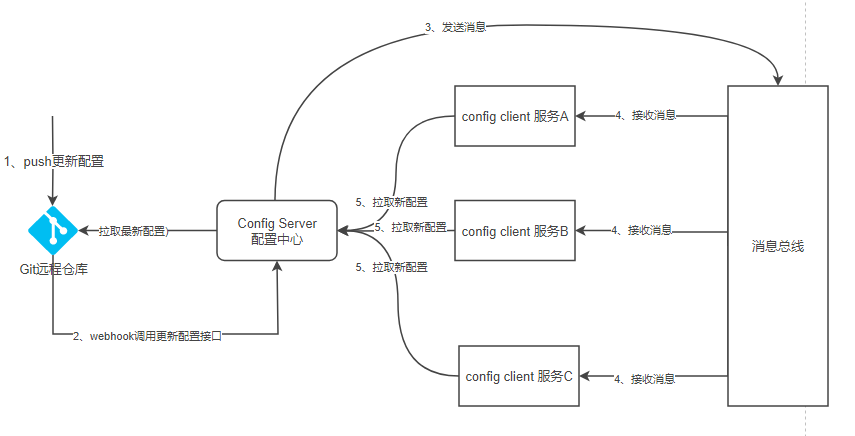 3、发送消息
config client 服务A
4、接收消息
1、push更新配置
5、拉取新配置
Config Server
配置中心
拉取最新配置)
5、拉取新配置
config client 服务B
4、接收消息
消息总线
Git远程仓库
5、拉取新配置
2、webhook调用更新配置接口
config client 服务C
4、接收消息